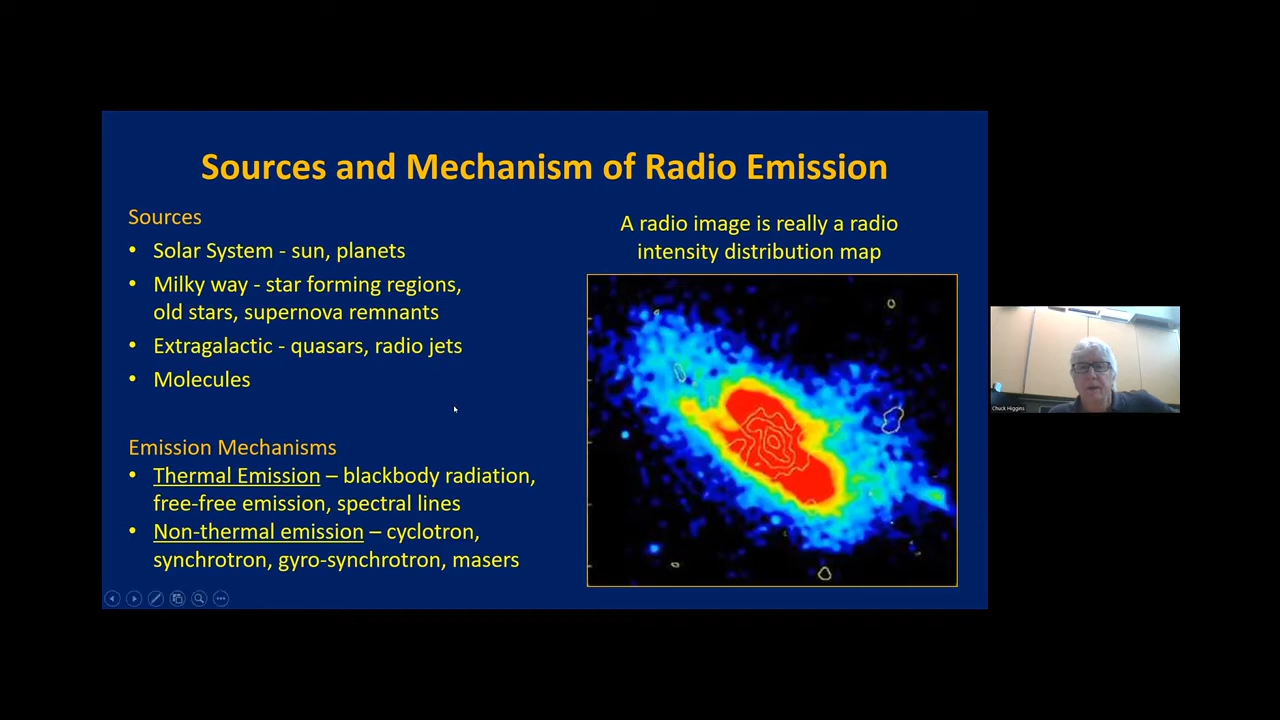 Sources and Mechanism of Radio Emission
Sources
• Solar System - sun, planets
• Milky way - star forming regions,
old stars, supernova remnants
• Extragalactic - quasars, radio jets
• Molecules
Emission Mechanisms
• Thermal Emission – blackbody radiation,
free-free emission, spectral lines
• Non-thermal emission – cyclotron,
synchrotron, gyro-synchrotron, masers
A radio image is really a radio
intensity distribution map
Chuck Higgins